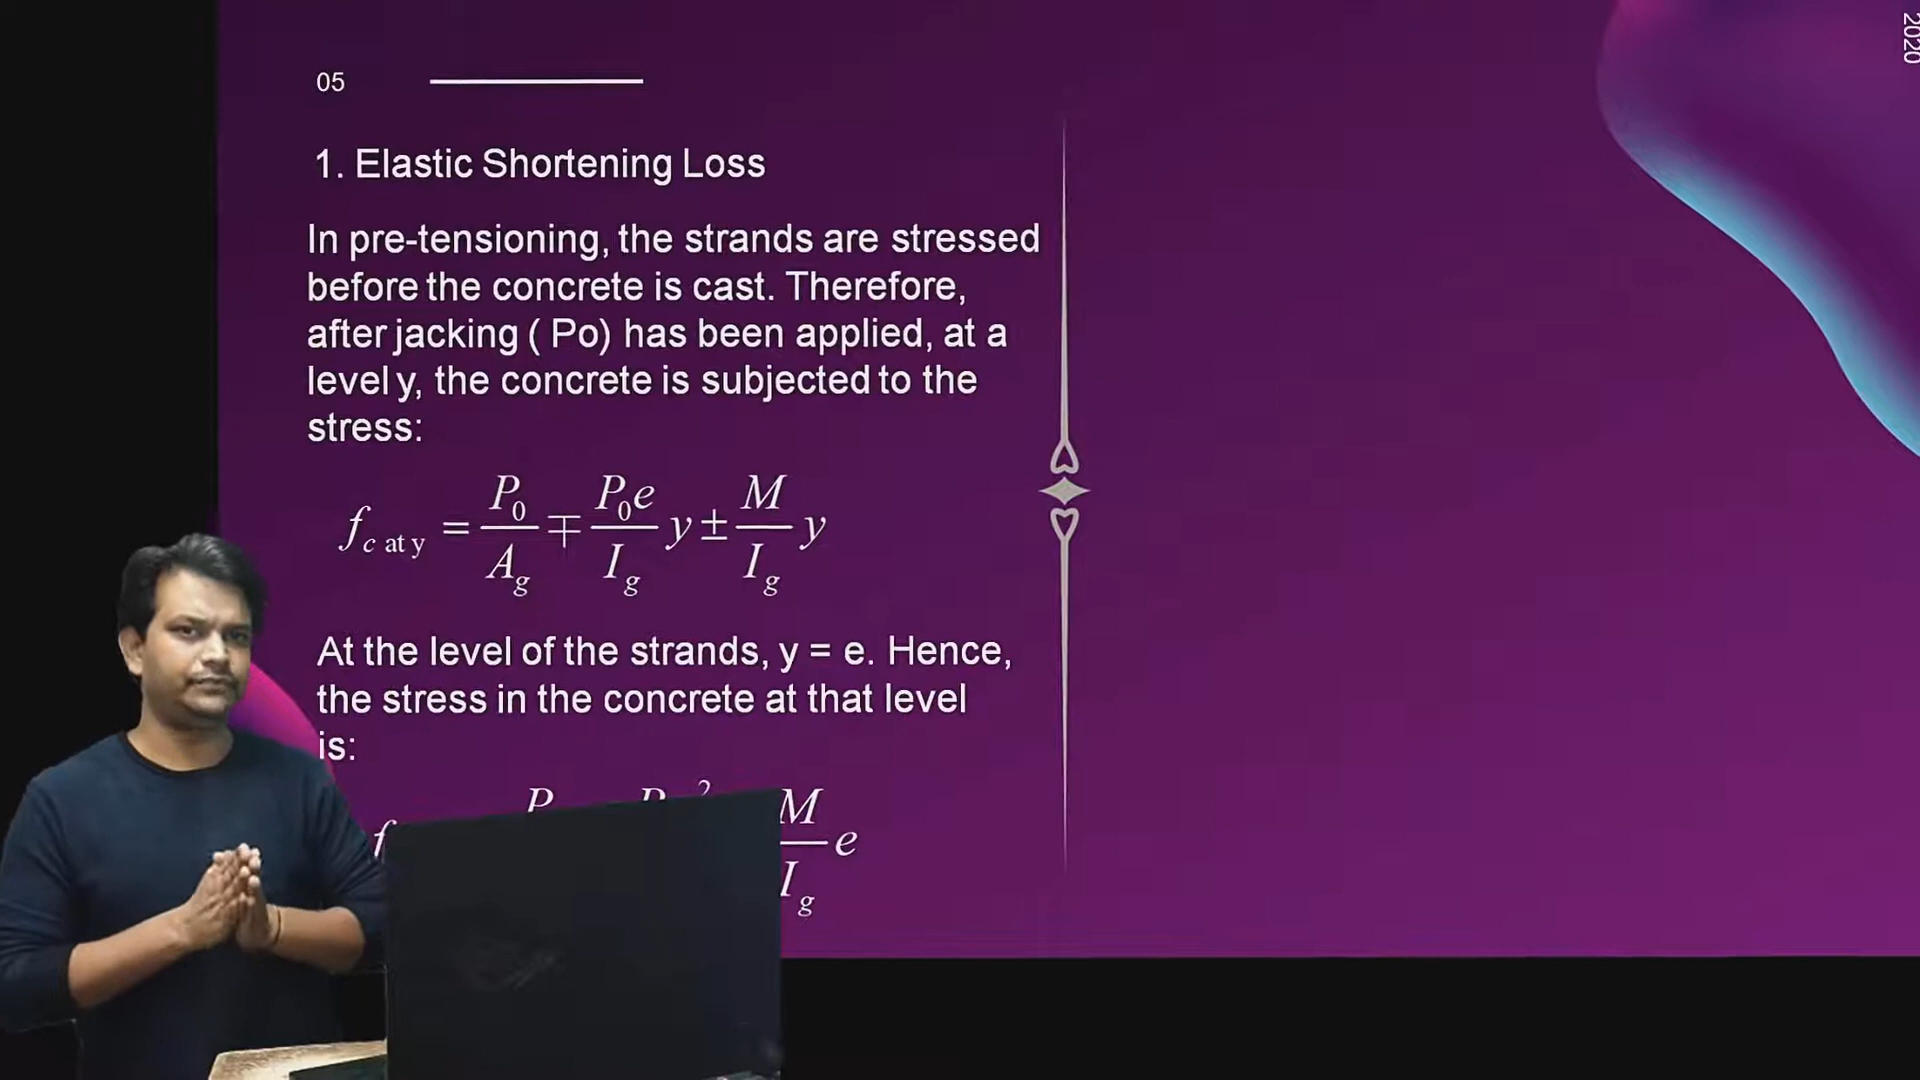 2020
05
1. Elastic Shortening Loss
In pre-tensioning, the strands are stressed
before the concrete is cast. Therefore,
after jacking ( Po) has been applied, at a
level y, the concrete is subjected to the
stress:
f_{c at y} = P_0/A_g ∓ P_0e/I_g y ± M/I_g y
At the level of the strands, y = e. Hence,
the stress in the concrete at that level
is:
M/I_g e